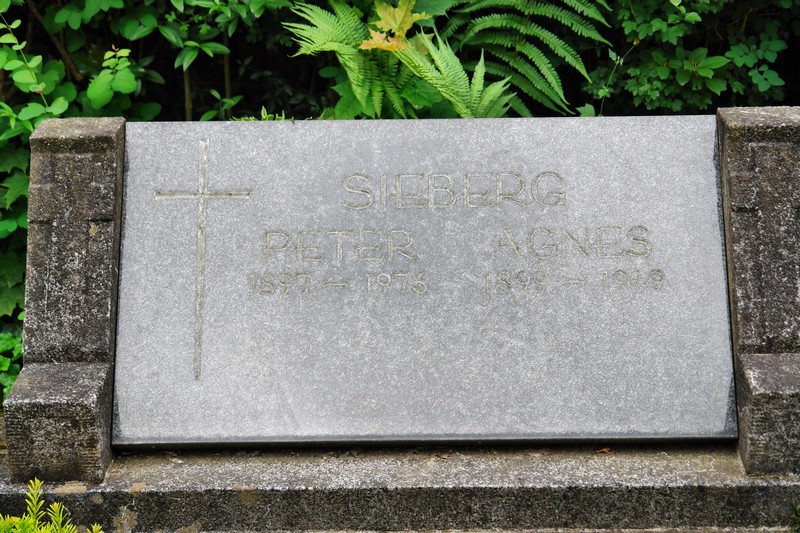 SIEBERG
PETER AGNES
1897 – 1976 1899 – 1969